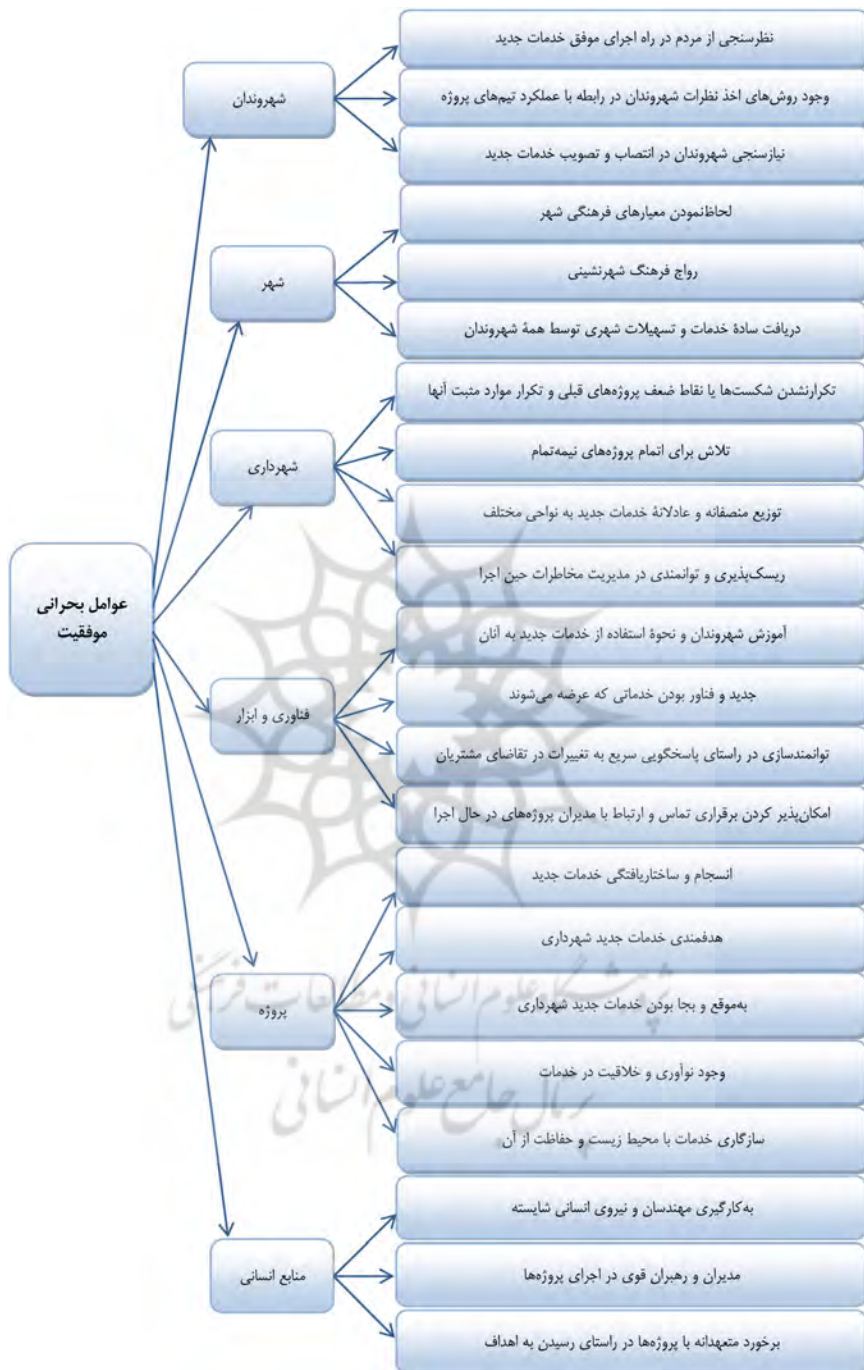 عوامل بحرانی
موفقیت
شهروندان
نظرسنجی از مردم در راه اجرای موفق خدمات جدید
وجود روش‌های اخذ نظرات شهروندان در رابطه با عملکرد تیم‌های پروژه
نیازسنجی شهروندان در انتصاب و تصویب خدمات جدید
شهر
لحاظ‌نمودن معیارهای فرهنگی شهر
رواج فرهنگ شهرنشینی
دریافت سادهٔ خدمات و تسهیلات شهری توسط همهٔ شهروندان
شهرداری
تکرارنشدن شکست‌ها یا نقاط ضعف پروژه‌های قبلی و تکرار موارد مثبت آنها
تلاش برای اتمام پروژه‌های نیمه‌تمام
توزیع منصفانه و عادلانهٔ خدمات جدید به نواحی مختلف
ریسک‌پذیری و توانمندی در مدیریت مخاطرات حین اجرا
فناوری و ابزار
آموزش شهروندان و نحوهٔ استفاده از خدمات جدید به آنان
جدید و فناور بودن خدماتی که عرضه می‌شوند
توانمندسازی در راستای پاسخگویی سریع به تغییرات در تقاضای مشتریان
امکان‌پذیر کردن برقراری تماس و ارتباط با مدیران پروژه‌های در حال اجرا
پروژه
انسجام و ساختاریافتگی خدمات جدید
هدفمندی خدمات جدید شهرداری
به‌موقع و بجا بودن خدمات جدید شهرداری
وجود نوآوری و خلاقیت در خدمات
سازگاری خدمات با محیط زیست و حفاظت از آن
منابع انسانی
به‌کارگیری مهندسان و نیروی انسانی شایسته
مدیران و رهبران قوی در اجرای پروژه‌ها
برخورد متعهدانه با پروژه‌ها در راستای رسیدن به اهداف
پژوهشگاه علوم انسانی و مطالعات فرهنگی
پرتال جامع علوم انسانی